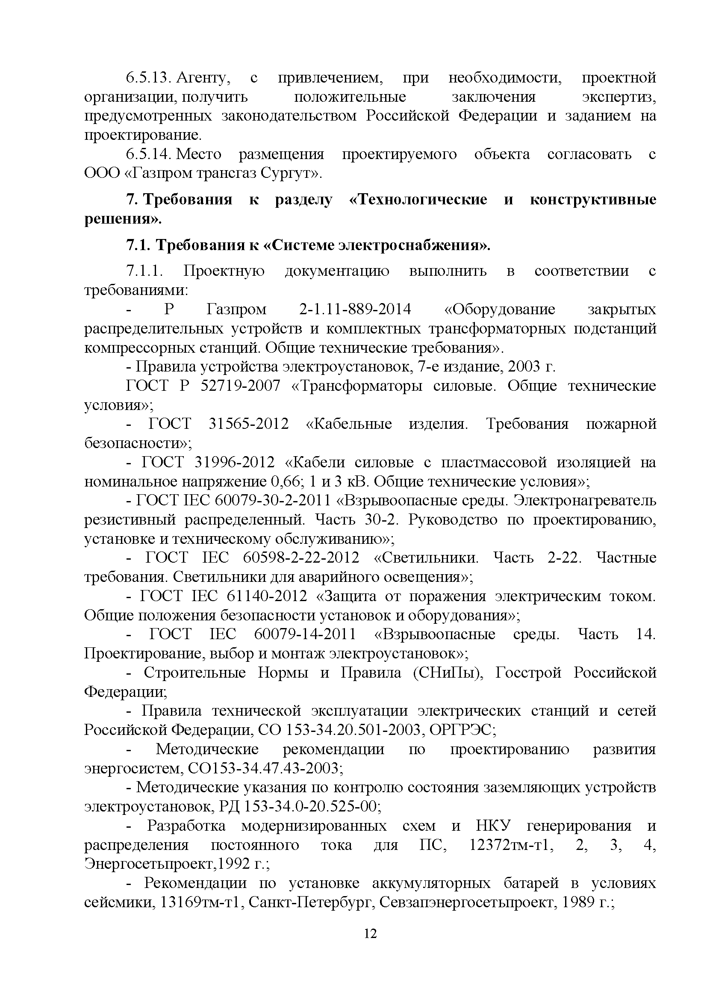 6.5.13. Агенту, с привлечением, при необходимости, проектной
организации, получить положительные заключения экспертиз,
предусмотренных законодательством Российской Федерации и заданием на
проектирование.
6.5.14. Место размещения проектируемого объекта согласовать с
ООО «Газпром трансгаз Сургут».
7. Требования к разделу «Технологические и конструктивные
решения».
7.1. Требования к «Системе электроснабжения».
7.1.1. Проектную документацию выполнить в соответствии с
требованиями:
- Р Газпром 2-1.11-889-2014 «Оборудование закрытых
распределительных устройств и комплектных трансформаторных подстанций
компрессорных станций. Общие технические требования».
- Правила устройства электроустановок, 7-е издание, 2003 г.
ГОСТ Р 52719-2007 «Трансформаторы силовые. Общие технические
условия»;
- ГОСТ 31565-2012 «Кабельные изделия. Требования пожарной
безопасности»;
- ГОСТ 31996-2012 «Кабели силовые с пластмассовой изоляцией на
номинальное напряжение 0,66; 1 и 3 кВ. Общие технические условия»;
- ГОСТ IEC 60079-30-2-2011 «Взрывоопасные среды. Электронагреватель
резистивный распределенный. Часть 30-2. Руководство по проектированию,
установке и техническому обслуживанию»;
- ГОСТ IEC 60598-2-22-2012 «Светильники. Часть 2-22. Частные
требования. Светильники для аварийного освещения»;
- ГОСТ IEC 61140-2012 «Защита от поражения электрическим током.
Общие положения безопасности установок и оборудования»;
- ГОСТ IEC 60079-14-2011 «Взрывоопасные среды. Часть 14.
Проектирование, выбор и монтаж электроустановок»;
- Строительные Нормы и Правила (СНиПы), Госстрой Российской
Федерации;
- Правила технической эксплуатации электрических станций и сетей
Российской Федерации, СО 153-34.20.501-2003, ОРГРЭС;
- Методические рекомендации по проектированию развития
энергосистем, СО153-34.47.43-2003;
- Методические указания по контролю состояния заземляющих устройств
электроустановок, РД 153-34.0-20.525-00;
- Разработка модернизированных схем и НКУ генерирования и
распределения постоянного тока для ПС, 12372тм-т1, 2, 3, 4,
Энергосетьпроект,1992 г.;
- Рекомендации по установке аккумуляторных батарей в условиях
сейсмики, 13169тм-т1, Санкт-Петербург, Севзапэнергосетьпроект, 1989 г.;
12